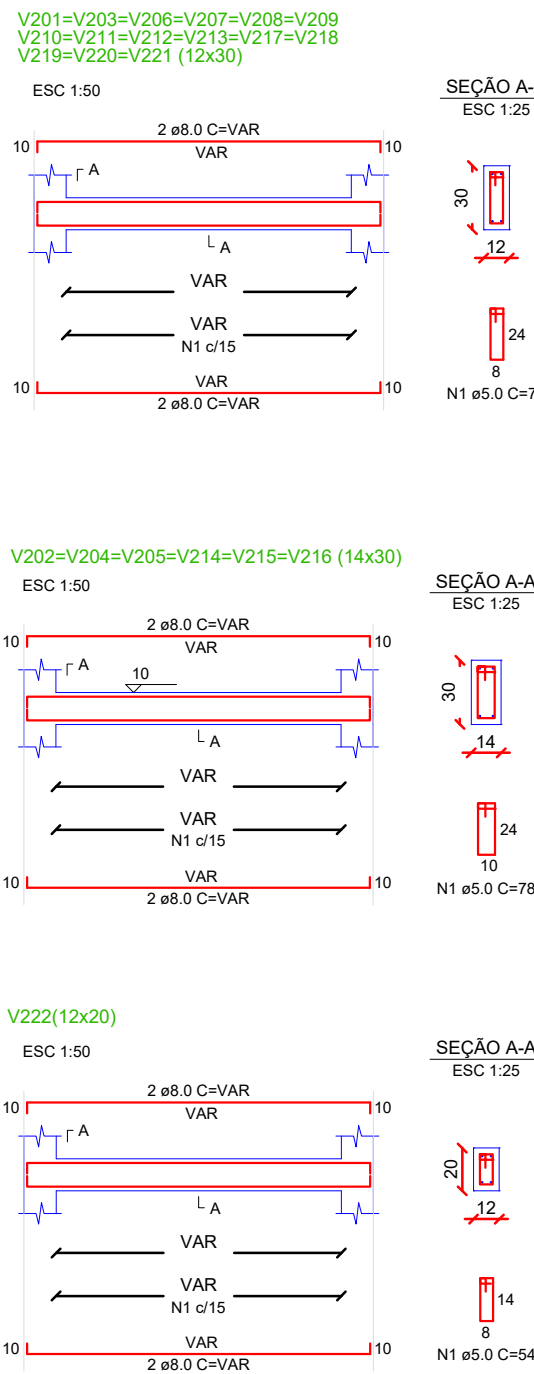 V201=V203=V206=V207=V208=V209
V210=V211=V212=V213=V217=V218
V219=V220=V221 (12x30)
ESC 1:50
SEÇÃO A-
ESC 1:25
2 ø8.0 C=VAR
10
VAR
10
A
A
30
12
VAR
VAR
N1 c/15
24
8
N1 ø5.0 C=7
10
VAR
10
2 ø8.0 C=VAR
V202=V204=V205=V214=V215=V216 (14x30)
ESC 1:50
SEÇÃO A-A
ESC 1:25
2 ø8.0 C=VAR
10
VAR
10
A
10
A
30
14
VAR
VAR
N1 c/15
24
10
N1 ø5.0 C=78
10
VAR
10
2 ø8.0 C=VAR
V222(12x20)
ESC 1:50
SEÇÃO A-A
ESC 1:25
2 ø8.0 C=VAR
10
VAR
10
A
A
20
12
VAR
VAR
N1 c/15
14
8
N1 ø5.0 C=54
10
VAR
10
2 ø8.0 C=VAR